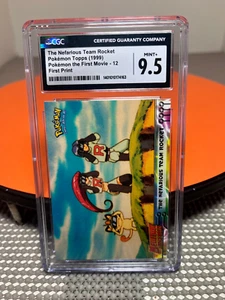 CGC
CERTIFIED GUARANTY COMPANY
The Nefarious Team Rocket
Pokémon Topps (1999)
Pokémon the First Movie - 12
First Print
MINT+
9.5
POKéMON
THE NEFARIOUS TEAM ROCKET